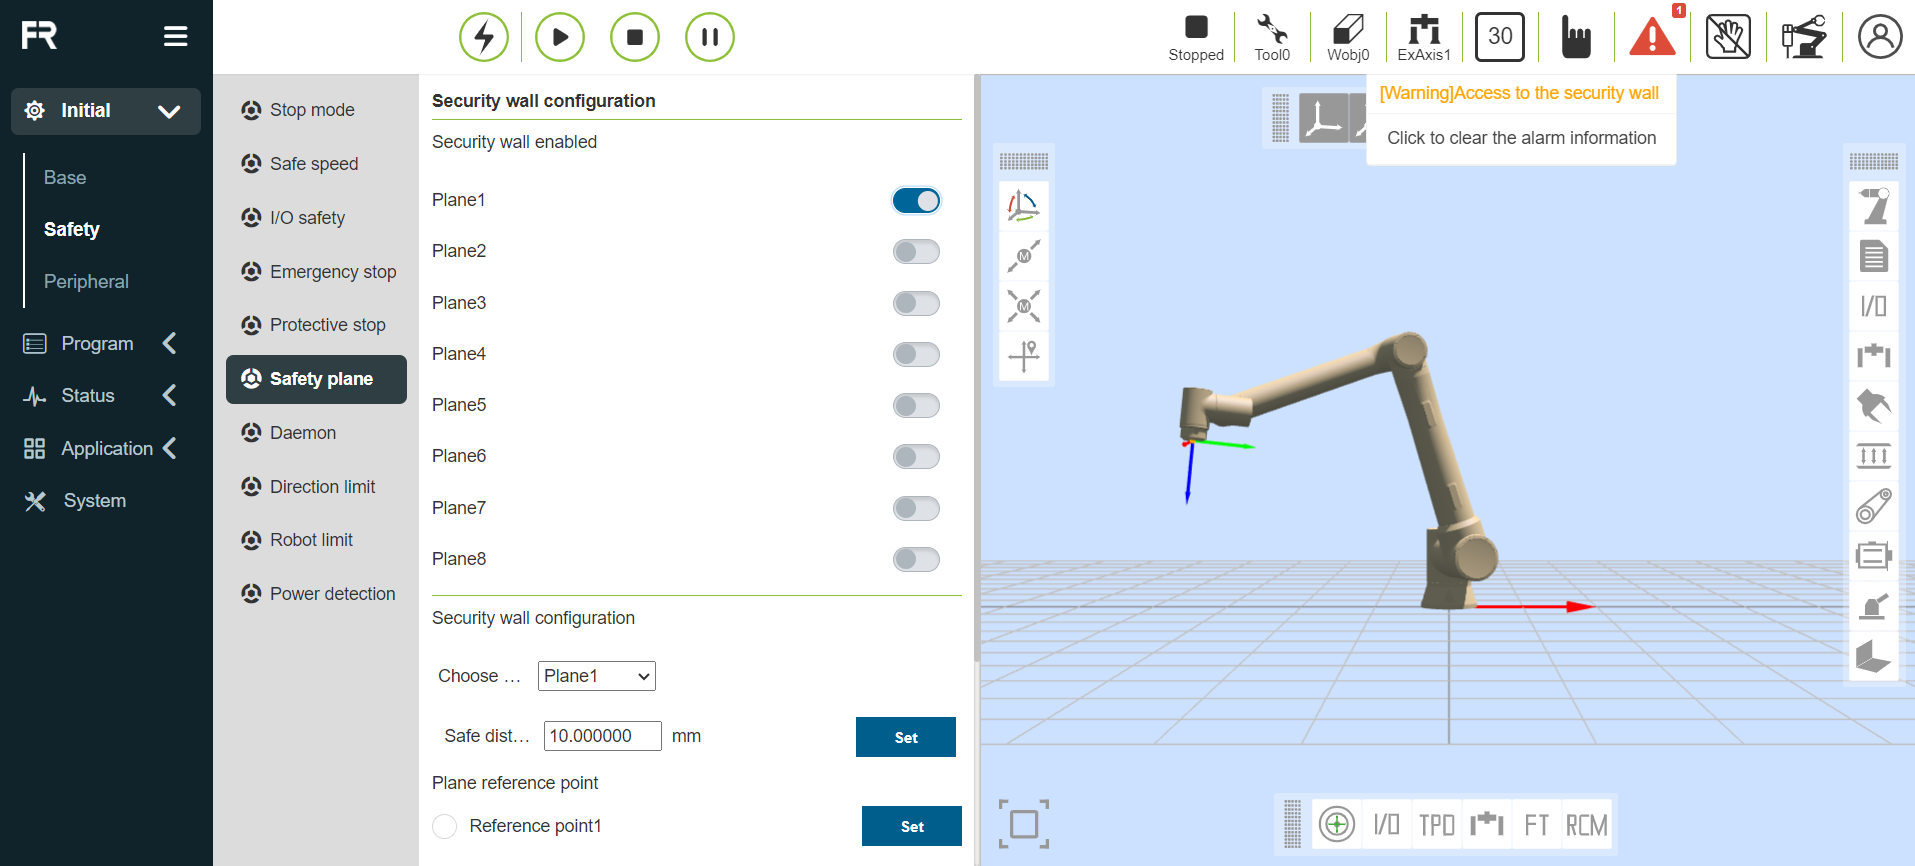 FR
Stopped
Tool0
Wobj0
ExAxis1
30
1
[Warning]Access to the security wall
Click to clear the alarm information
Initial
Base
Safety
Peripheral
Program
Status
Application
System
Stop mode
Safe speed
I/O safety
Emergency stop
Protective stop
Safety plane
Daemon
Direction limit
Robot limit
Power detection
Security wall configuration
Security wall enabled
Plane1
Plane2
Plane3
Plane4
Plane5
Plane6
Plane7
Plane8
Security wall configuration
Choose ... Plane1
Safe dist... 10.000000 mm Set
Plane reference point
Reference point1 Set
M
M
I/O
I/O TPD FT RCM